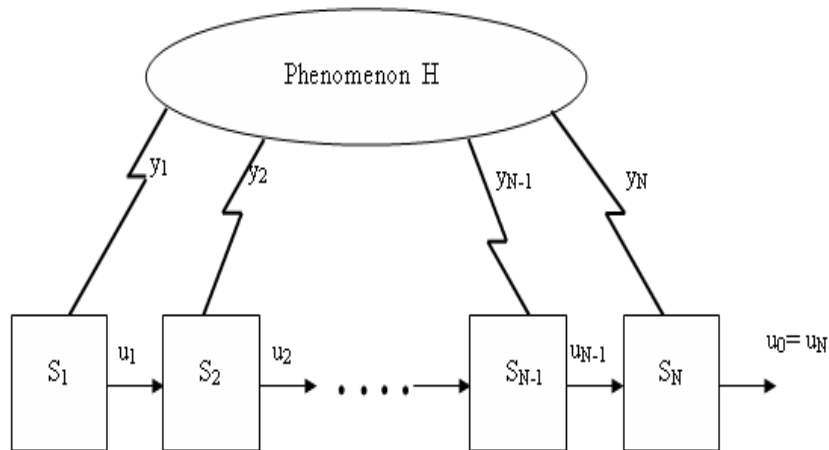 Phenomenon H
y1 y2 yN-1 yN
u1 u2 uN-1 u0= uN
S1 S2 . . . . SN-1 SN